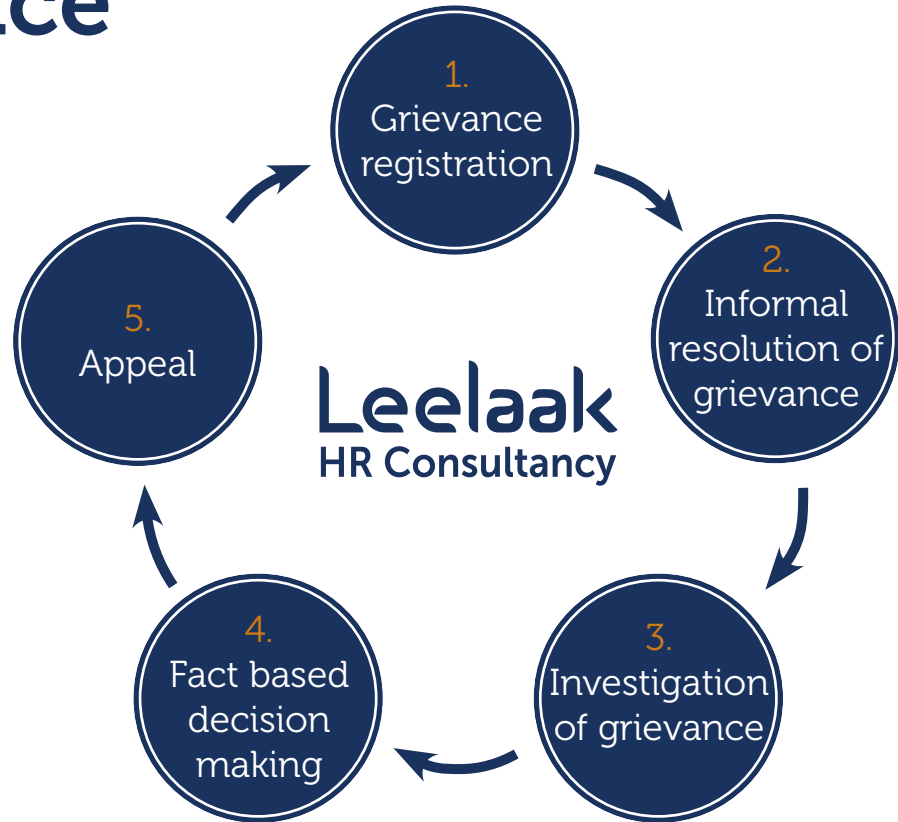 1.
Grievance
registration
2.
Informal
resolution of
grievance
3.
Investigation
of grievance
4.
Fact based
decision
making
5.
Appeal
Leelaak
HR Consultancy